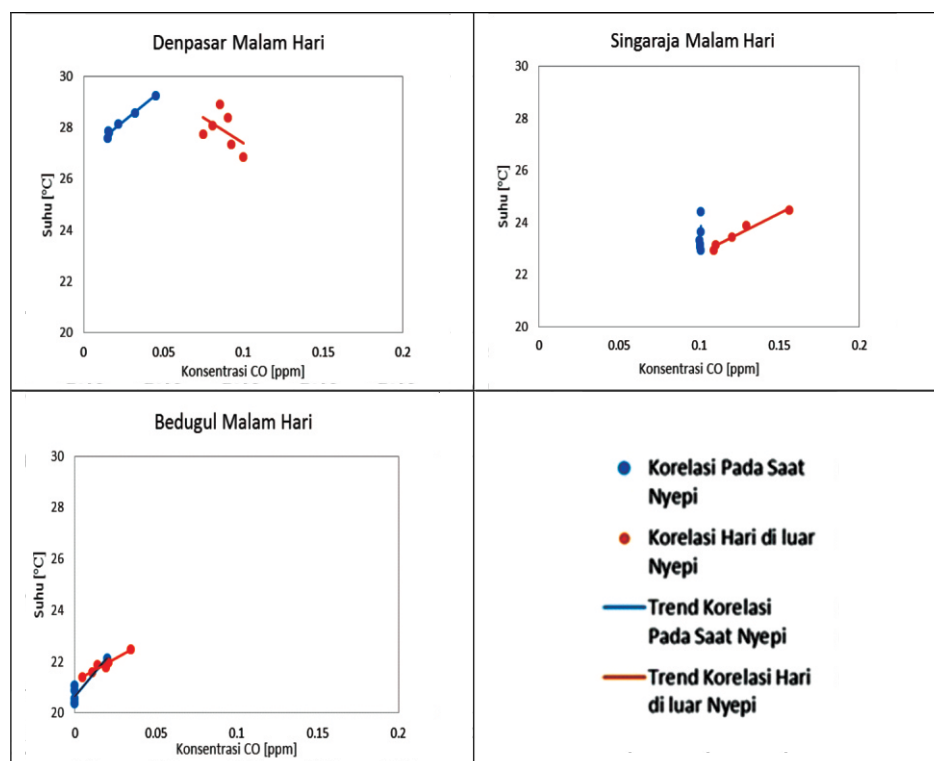 Denpasar Malam Hari
30
28
26
24
22
20
Suhu [°C]
0
0.05
0.1
0.15
0.2
Konsentrasi CO [ppm]
Singaraja Malam Hari
30
28
26
24
22
20
Suhu [°C]
0
0.05
0.1
0.15
0.2
Konsentrasi CO [ppm]
Bedugul Malam Hari
30
28
26
24
22
20
Suhu [°C]
0
0.05
0.1
0.15
0.2
Konsentrasi CO [ppm]
Korelasi Pada Saat
Nyepi
Korelasi Hari di luar
Nyepi
Trend Korelasi
Pada Saat Nyepi
Trend Korelasi Hari
di luar Nyepi